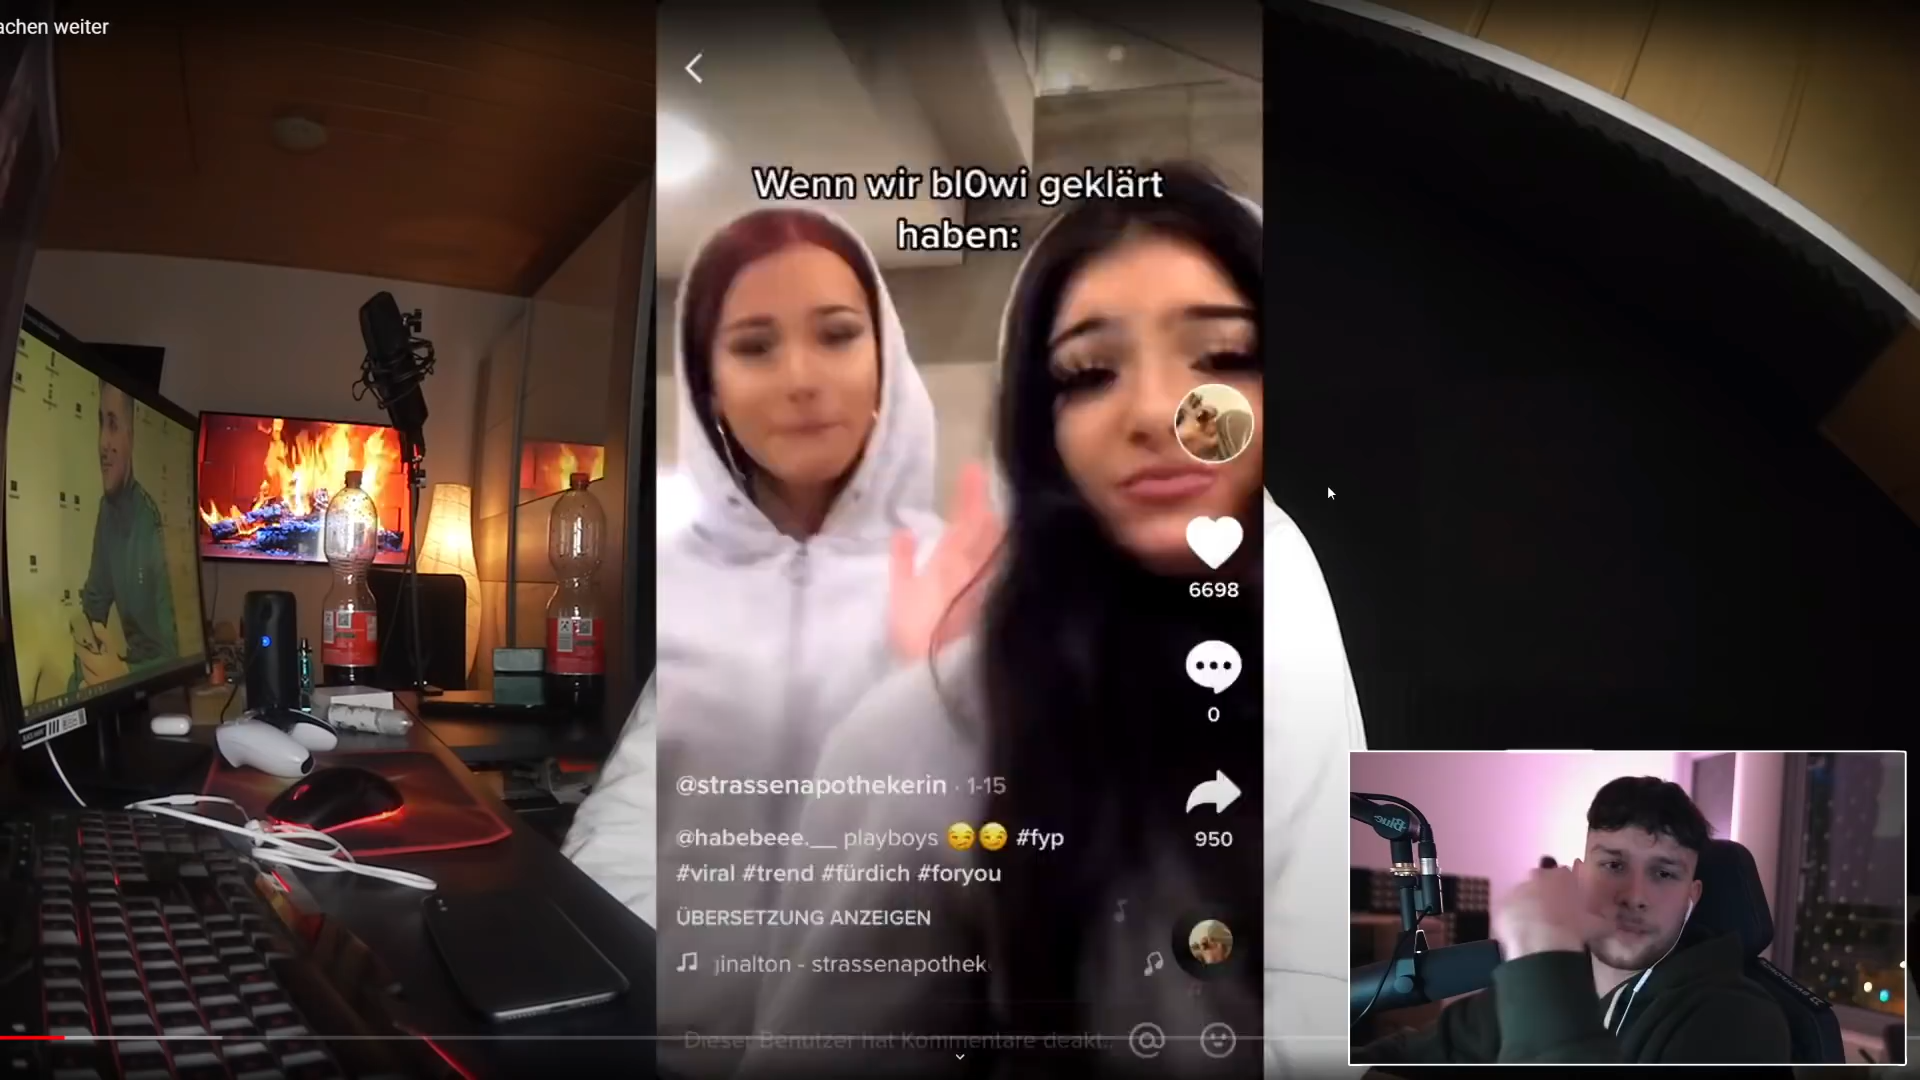 achen weiter
Wenn wir bl0wi geklärt
haben:
6698
0
@strassenapothekerin · 1-15
@habebeee.__ playboys 😏😏 #fyp
950
#viral #trend #fürdich #foryou
ÜBERSETZUNG ANZEIGEN
jinalton - strassenapothek
Dieser Benutzer hat Kommentare deakt...